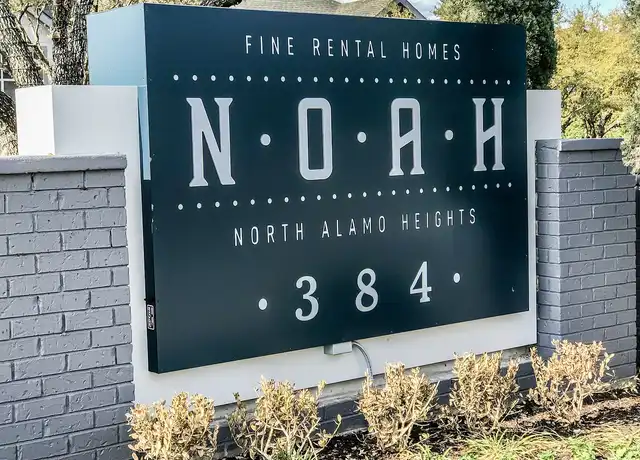 FINE RENTAL HOMES
N·O·A·H
NORTH ALAMO HEIGHTS
·384·